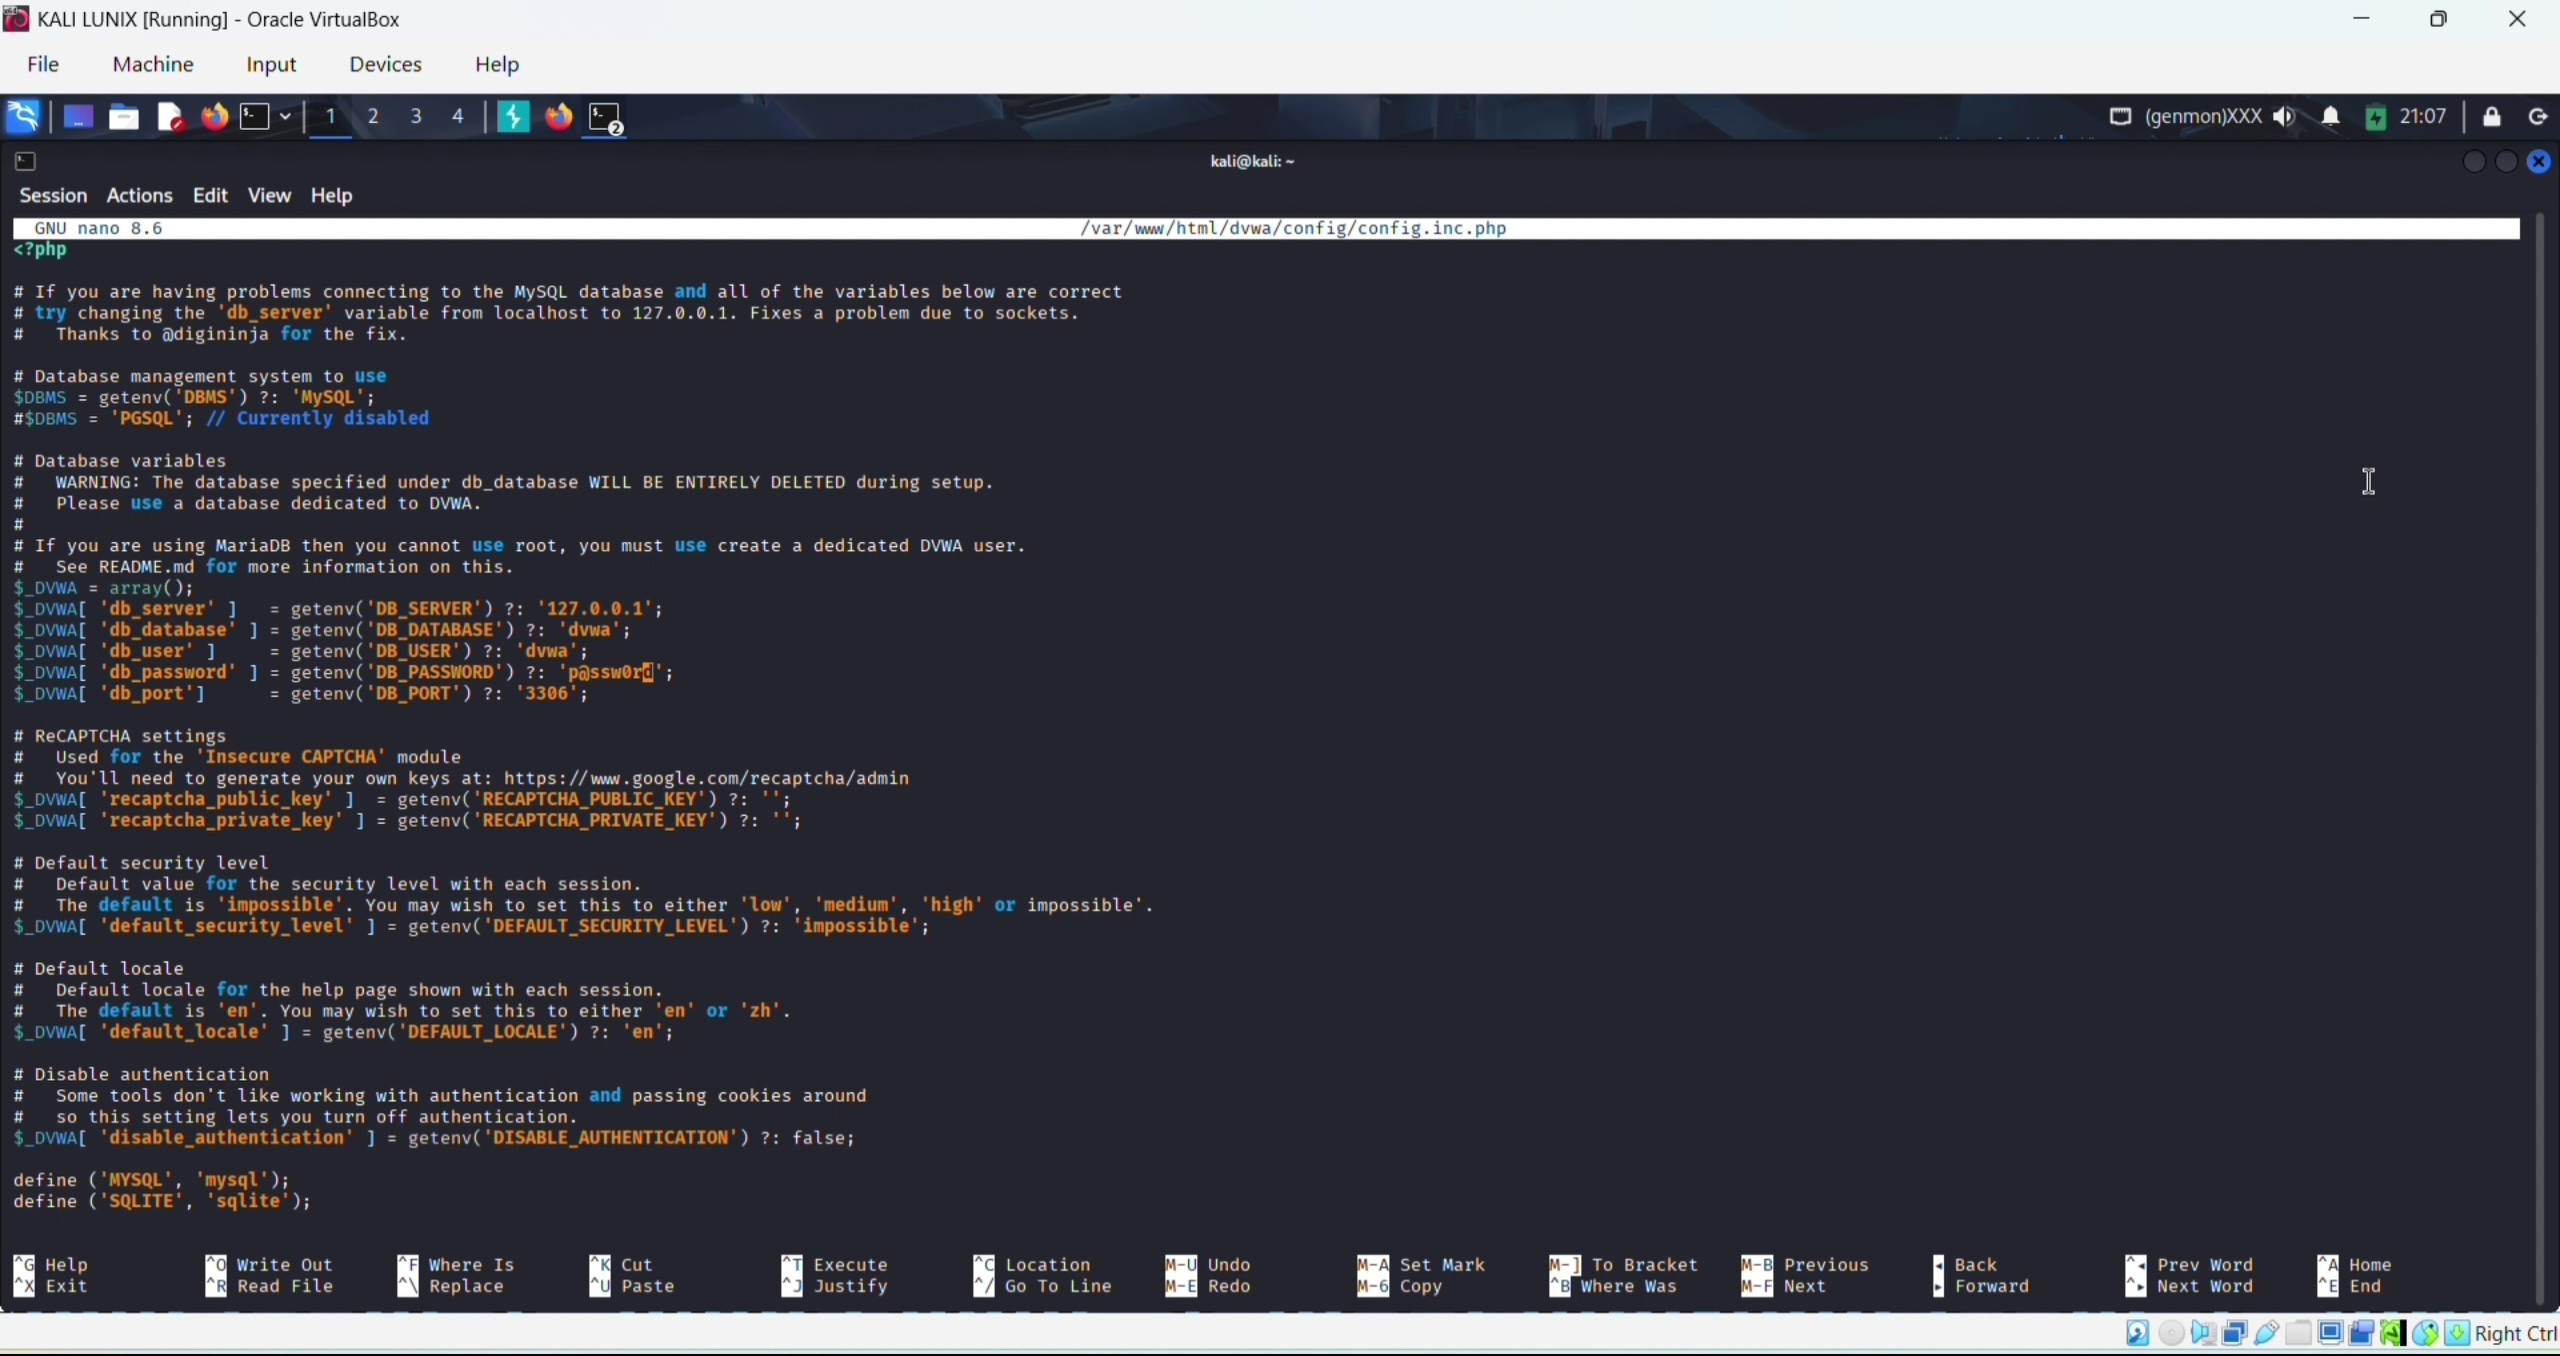 KALI LUNIX [Running] - Oracle VirtualBox
File Machine Input Devices Help
1 2 3 4 2 (genmon)XXX 21:07
kali@kali: ~
Session Actions Edit View Help
GNU nano 8.6 /var/www/html/dvwa/config/config.inc.php
<?php
# If you are having problems connecting to the MySQL database and all of the variables below are correct
# try changing the 'db_server' variable from localhost to 127.0.0.1. Fixes a problem due to sockets.
#   Thanks to @digininja for the fix.
# Database management system to use
$DBMS = getenv('DBMS') ?: 'MySQL';
#$DBMS = 'PGSQL'; // Currently disabled
# Database variables
#   WARNING: The database specified under db_database WILL BE ENTIRELY DELETED during setup.
#   Please use a database dedicated to DVWA.
#
# If you are using MariaDB then you cannot use root, you must use create a dedicated DVWA user.
#   See README.md for more information on this.
$_DVWA = array();
$_DVWA[ 'db_server' ]   = getenv('DB_SERVER') ?: '127.0.0.1';
$_DVWA[ 'db_database' ] = getenv('DB_DATABASE') ?: 'dvwa';
$_DVWA[ 'db_user' ]     = getenv('DB_USER') ?: 'dvwa';
$_DVWA[ 'db_password' ] = getenv('DB_PASSWORD') ?: 'p@ssw0rd';
$_DVWA[ 'db_port']      = getenv('DB_PORT') ?: '3306';
# ReCAPTCHA settings
#   Used for the 'Insecure CAPTCHA' module
#   You'll need to generate your own keys at: https://www.google.com/recaptcha/admin
$_DVWA[ 'recaptcha_public_key' ]  = getenv('RECAPTCHA_PUBLIC_KEY') ?: '';
$_DVWA[ 'recaptcha_private_key' ] = getenv('RECAPTCHA_PRIVATE_KEY') ?: '';
# Default security level
#   Default value for the security level with each session.
#   The default is 'impossible'. You may wish to set this to either 'low', 'medium', 'high' or impossible'.
$_DVWA[ 'default_security_level' ] = getenv('DEFAULT_SECURITY_LEVEL') ?: 'impossible';
# Default locale
#   Default locale for the help page shown with each session.
#   The default is 'en'. You may wish to set this to either 'en' or 'zh'.
$_DVWA[ 'default_locale' ] = getenv('DEFAULT_LOCALE') ?: 'en';
# Disable authentication
#   Some tools don't like working with authentication and passing cookies around
#   so this setting lets you turn off authentication.
$_DVWA[ 'disable_authentication' ] = getenv('DISABLE_AUTHENTICATION') ?: false;
define ('MYSQL', 'mysql');
define ('SQLITE', 'sqlite');
^G Help ^O Write Out ^F Where Is ^K Cut ^T Execute ^C Location M-U Undo M-A Set Mark M-] To Bracket M-B Previous ◂ Back ^◂ Prev Word ^A Home
^X Exit ^R Read File ^\ Replace ^U Paste ^J Justify ^/ Go To Line M-E Redo M-6 Copy ^B Where Was M-F Next ▸ Forward ^▸ Next Word ^E End
Right Ctrl